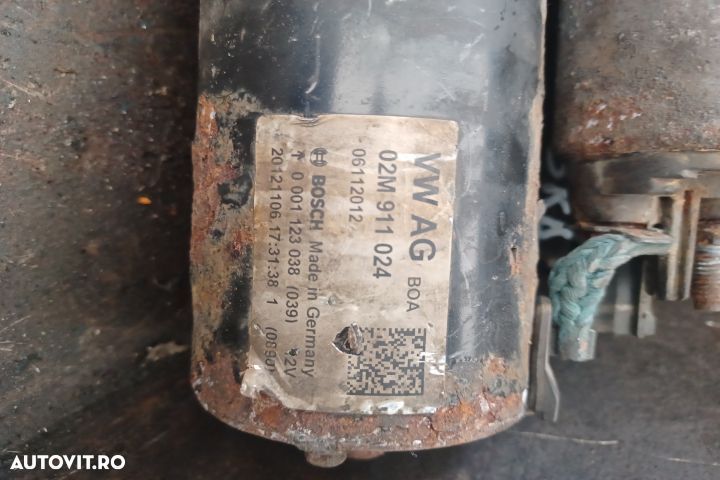 VW AG BOA
02M 911 024
06112012
BOSCH Made in Germany
0 001 123 038 (039) 12V
20121106 17:31:38 1
AUTOVIT.RO